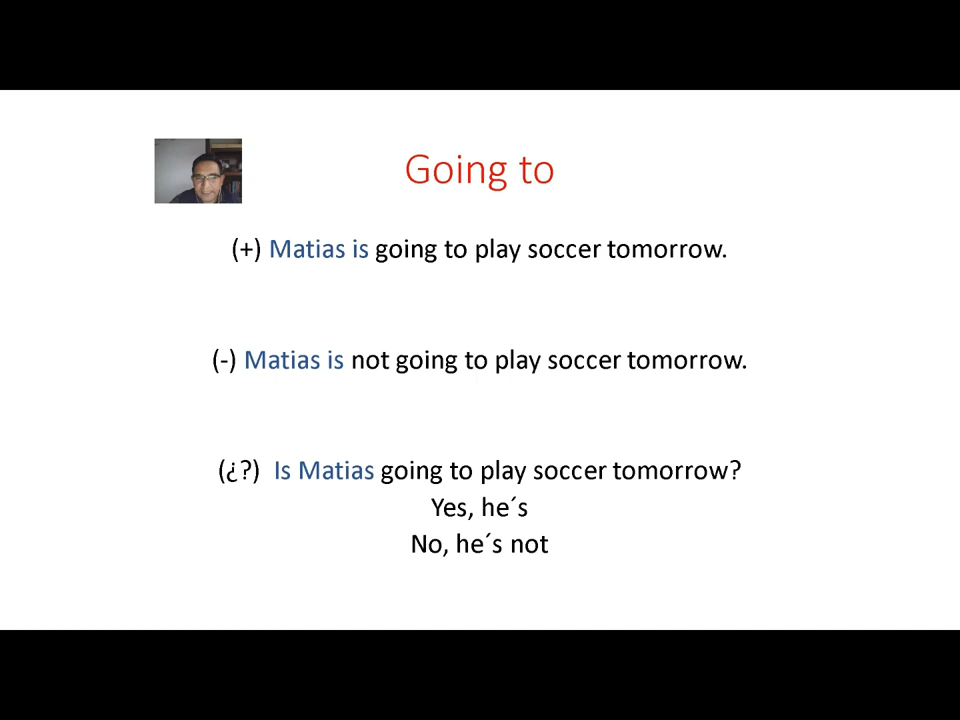 Going to
(+) Matias is going to play soccer tomorrow.
(-) Matias is not going to play soccer tomorrow.
(¿?) Is Matias going to play soccer tomorrow?
Yes, he´s
No, he´s not